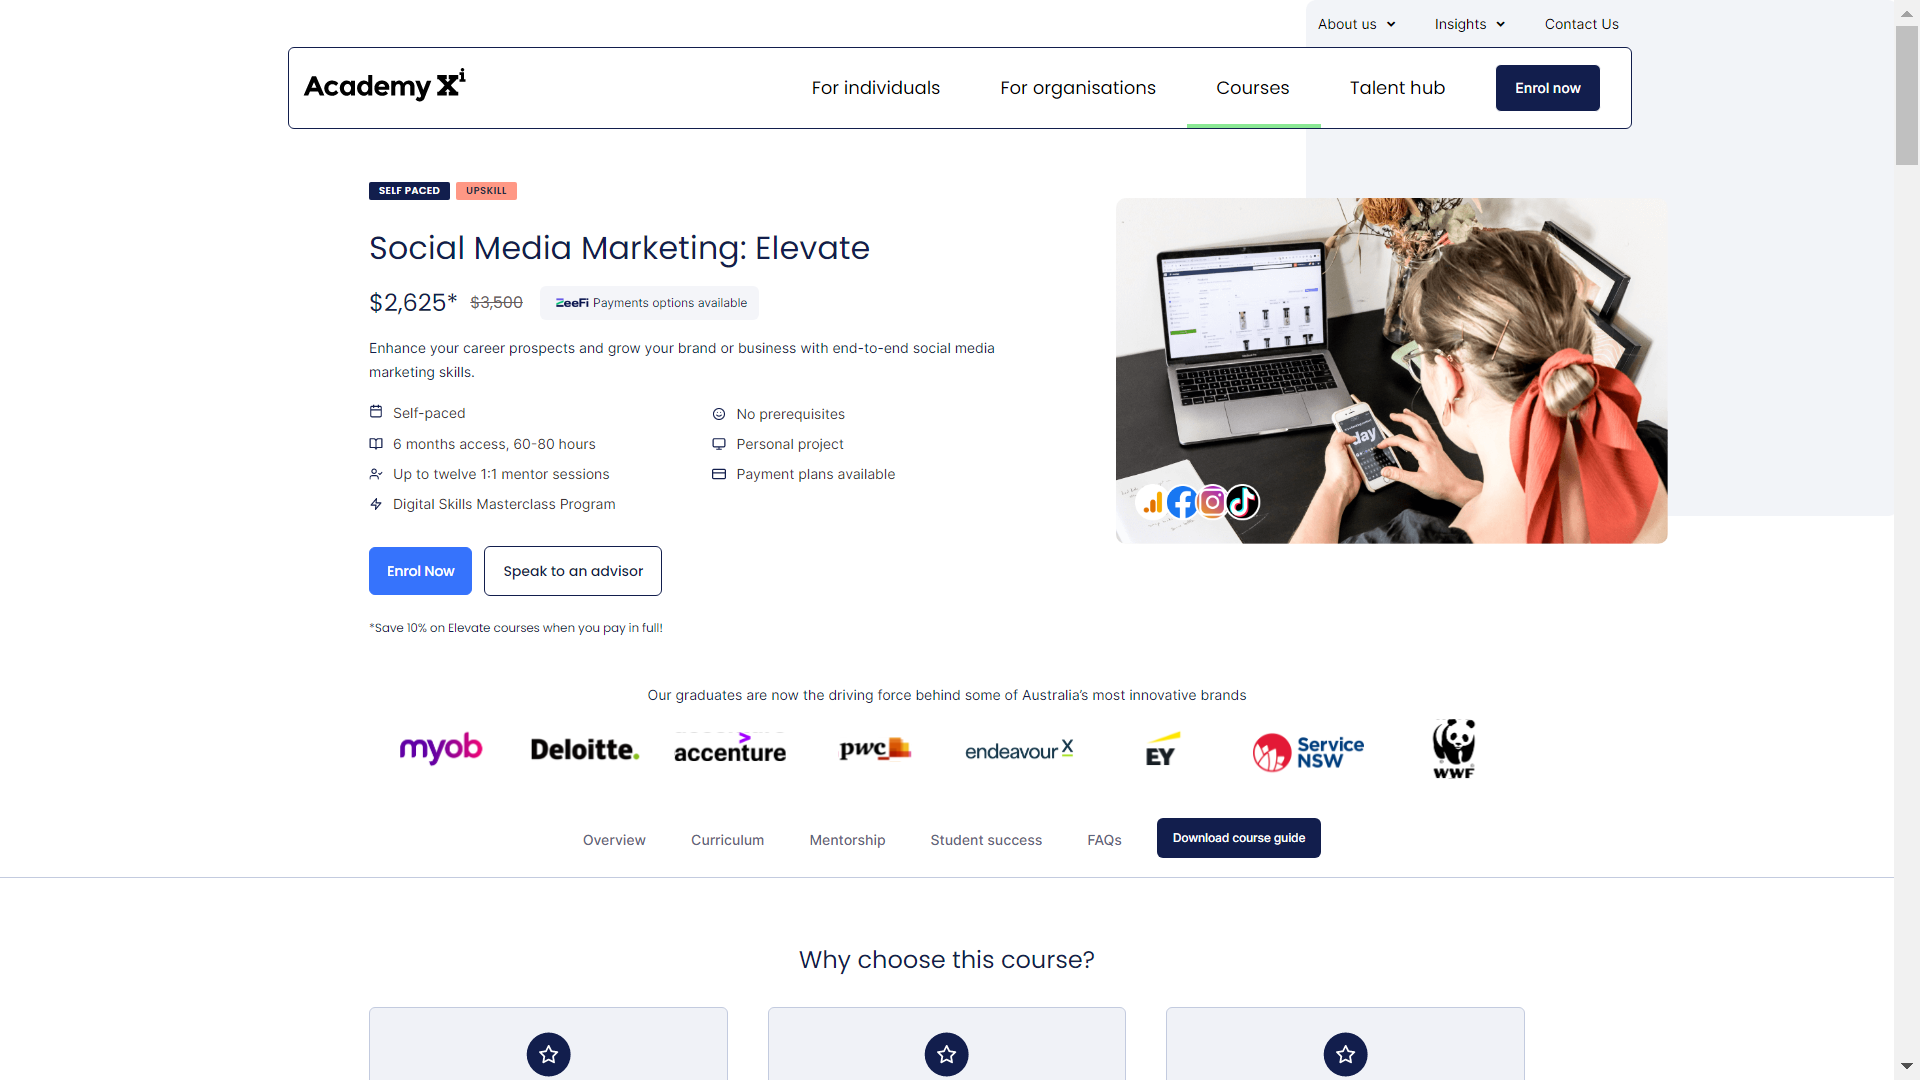 About us
Insights
Contact Us
Academy Xi
For individuals
For organisations
Courses
Talent hub
Enrol now
SELF PACED
UPSKILL
Social Media Marketing: Elevate
$2,625* $3,500
ZeeFi Payments options available
Enhance your career prospects and grow your brand or business with end-to-end social media
marketing skills.
Self-paced
6 months access, 60-80 hours
Up to twelve 1:1 mentor sessions
Digital Skills Masterclass Program
No prerequisites
Personal project
Payment plans available
day
Enrol Now
Speak to an advisor
*Save 10% on Elevate courses when you pay in full!
Our graduates are now the driving force behind some of Australia's most innovative brands
myob
Deloitte.
accenture
pwc
endeavour X
EY
Service
NSW
WWF
Overview
Curriculum
Mentorship
Student success
FAQs
Download course guide
Why choose this course?